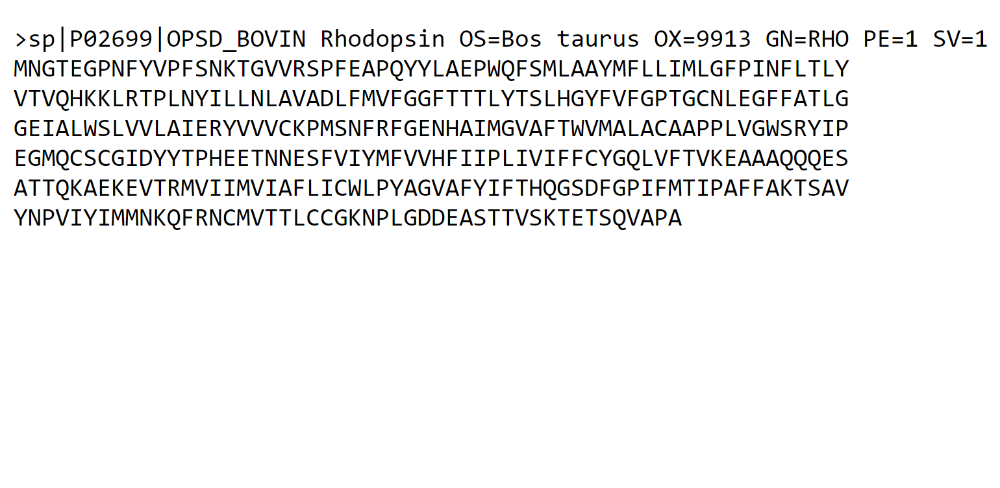 >sp|P02699|OPSD_BOVIN Rhodopsin OS=Bos taurus OX=9913 GN=RHO PE=1 SV=1
MNGTEGPNFYVPFSNKTGVVRSPFEAPQYYLAEPWQFSMLAAYMFLLIMLGFPINFLTLY
VTVQHKKLRTPLNYILLNLAVADLFMVFGGFTTTLYTSLHGYFVFGPTGCNLEGFFATLG
GEIALWSLVVLAIERYVVVCKPMSNFRFGENHAIMGVAFTWVMALACAAPPLVGWSRYIP
EGMQCSCGIDYYTPHEETNNESFVIYMFVVHFIIPLIVIFFCYGQLVFTVKEAAAQQQES
ATTQKAEKEVTRMVIIMVIAFLICWLPYAGVAFYIFTHQGSDFGPIFMTIPAFFAKTSAV
YNPVIYIMMNKQFRNCMVTTLCCGKNPLGDDEASTTVSKTETSQVAPA